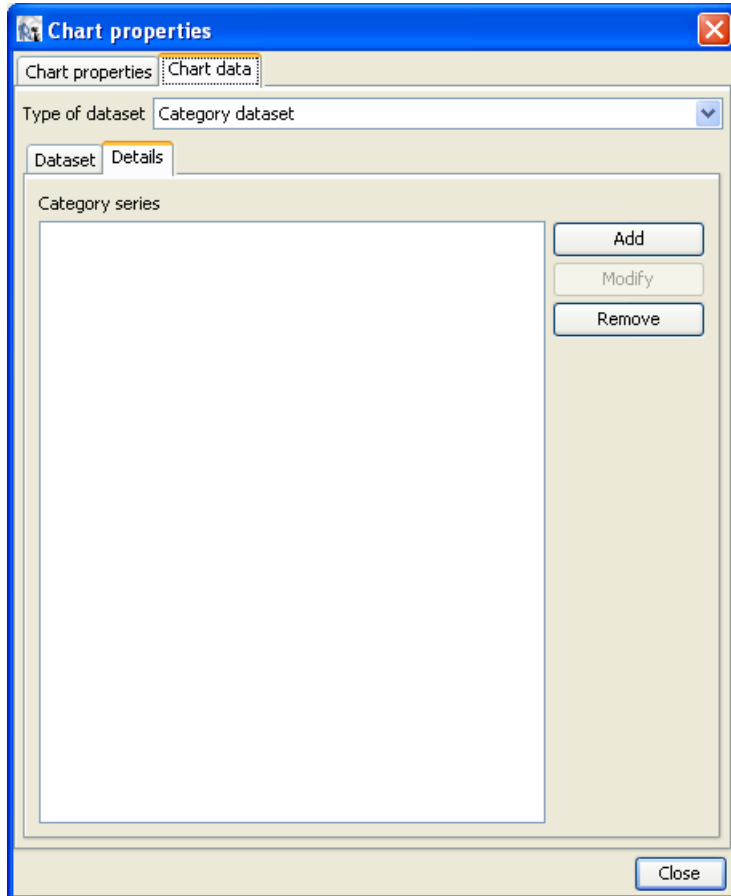 Chart properties
Chart properties Chart data
Type of dataset Category dataset
Dataset Details
Category series
Add
Modify
Remove
Close